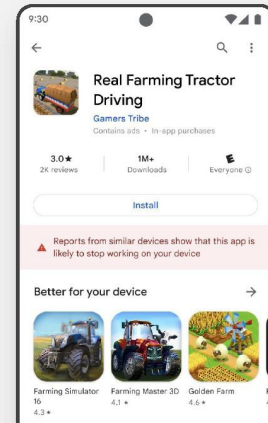 9:30
Real Farming Tractor
Driving
Gamers Tribe
Contains ads • In-app purchases
3.0★
2K reviews
1M+
Downloads
E
Everyone ⓘ
Install
Reports from similar devices show that this app is
likely to stop working on your device
Better for your device
Farming Simulator
16
4.3 ★
Farming Master 3D
4.1 ★
Golden Farm
4.6 ★